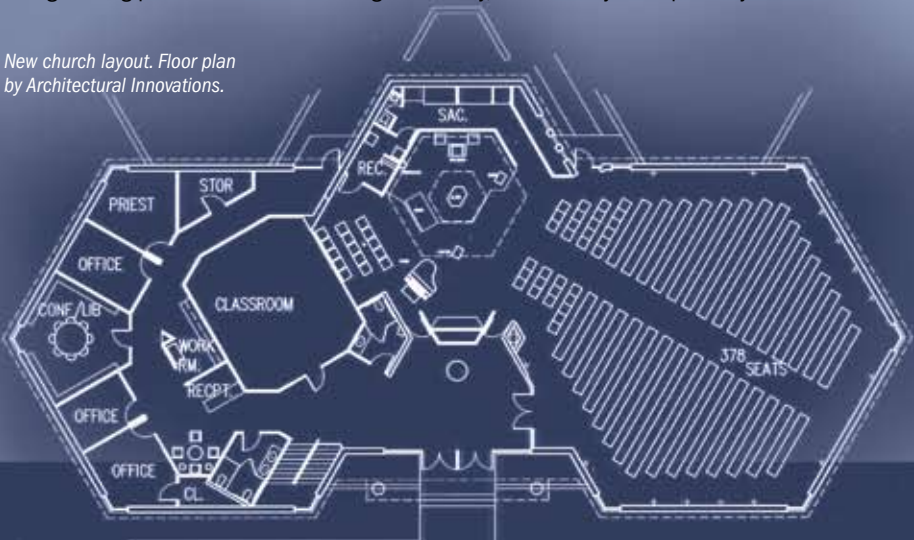 New church layout. Floor plan
by Architectural Innovations.
SAC.
REC.
STOR
PRIEST
OFFICE
CLASSROOM
CONF/LIB
WORK
RM.
RECPT.
378
SEATS
OFFICE
OFFICE
CL.